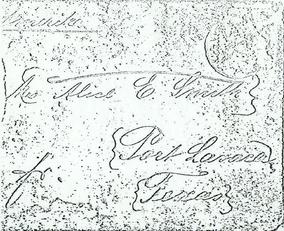 Mrs Alice E. Smith
Port Lavaca
Texas